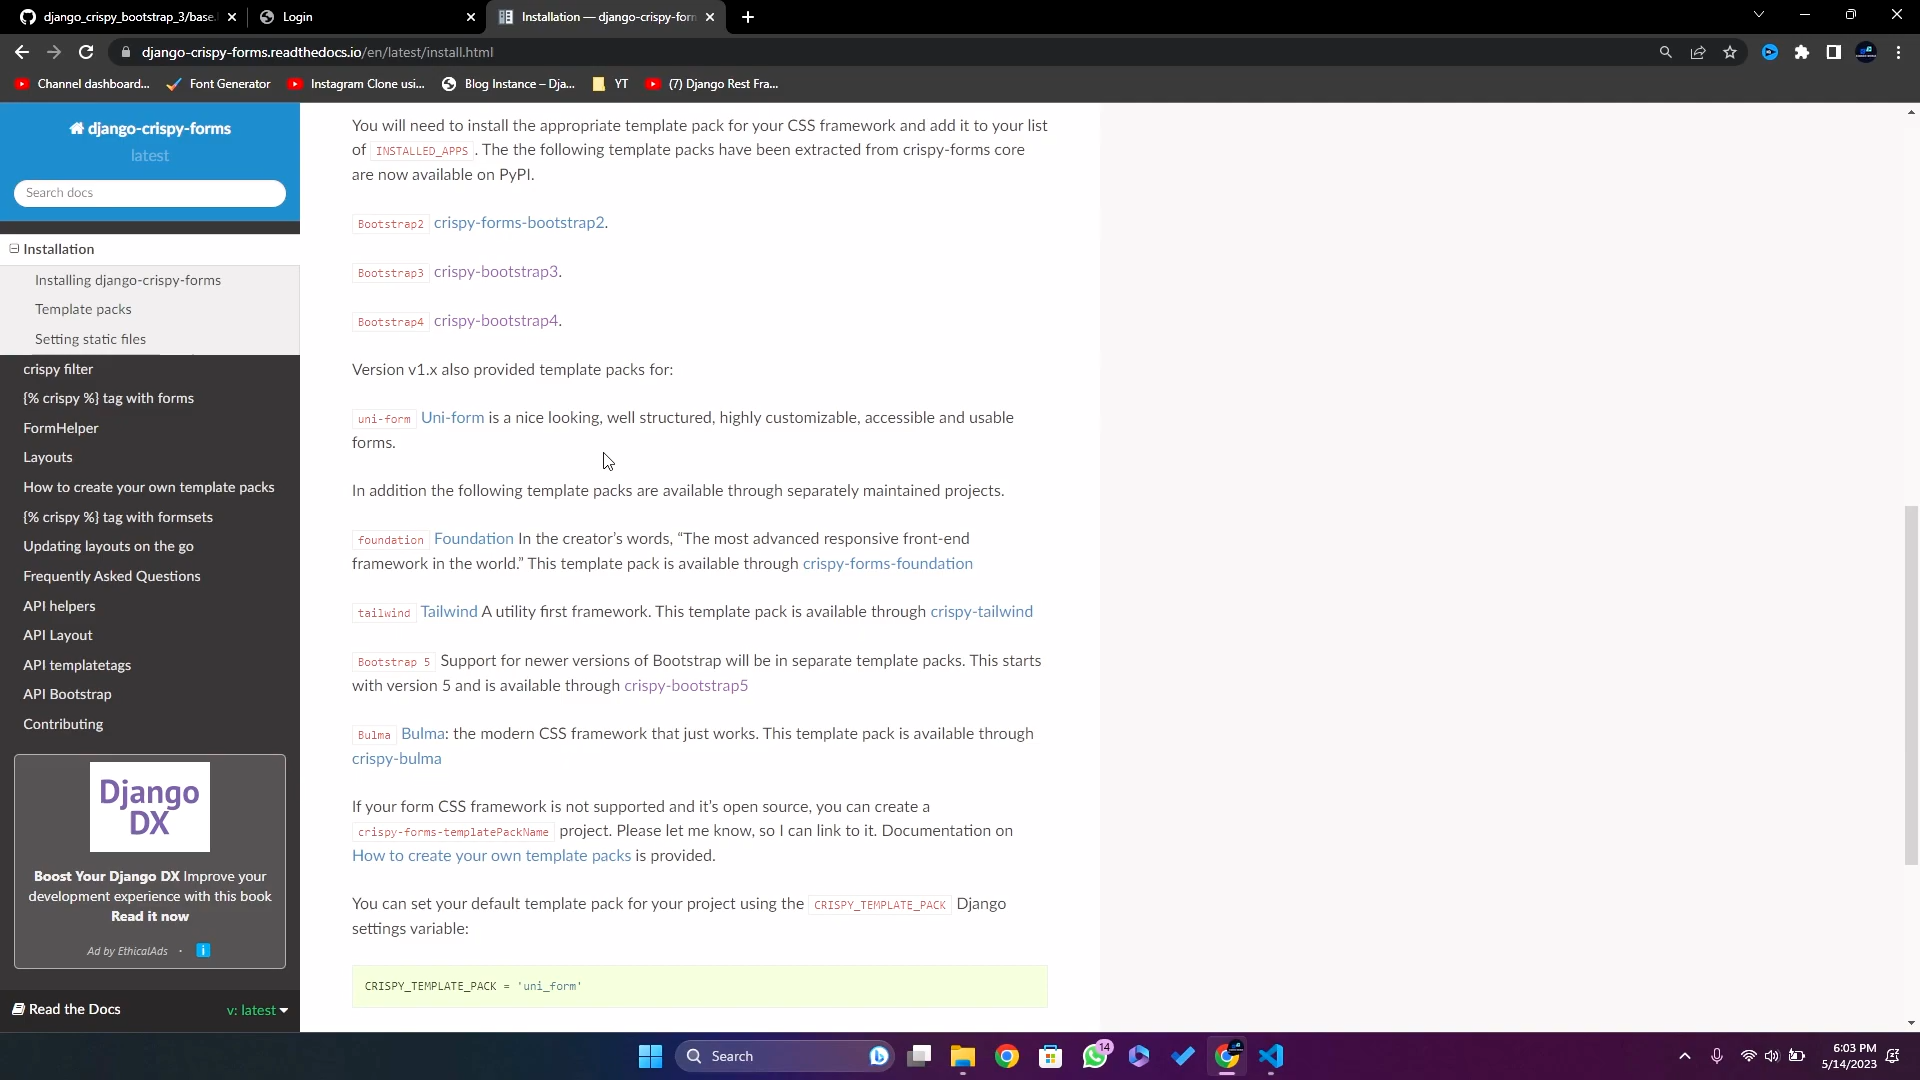 django_crispy_bootstrap_3/base.
Login
Installation — django-crispy-form
django-crispy-forms.readthedocs.io/en/latest/install.html
Channel dashboard...
Font Generator
Instagram Clone usi...
Blog Instance – Dja...
YT
(7) Django Rest Fra...
django-crispy-forms
latest
Search docs
Installation
Installing django-crispy-forms
Template packs
Setting static files
crispy filter
{% crispy %} tag with forms
FormHelper
Layouts
How to create your own template packs
{% crispy %} tag with formsets
Updating layouts on the go
Frequently Asked Questions
API helpers
API Layout
API templatetags
API Bootstrap
Contributing
Django
DX
Boost Your Django DX Improve your
development experience with this book
Read it now
Ad by EthicalAds · i
Read the Docs
v: latest
You will need to install the appropriate template pack for your CSS framework and add it to your list
of INSTALLED_APPS . The the following template packs have been extracted from crispy-forms core
are now available on PyPI.
Bootstrap2 crispy-forms-bootstrap2.
Bootstrap3 crispy-bootstrap3.
Bootstrap4 crispy-bootstrap4.
Version v1.x also provided template packs for:
uni-form Uni-form is a nice looking, well structured, highly customizable, accessible and usable
forms.
In addition the following template packs are available through separately maintained projects.
foundation Foundation In the creator’s words, “The most advanced responsive front-end
framework in the world.” This template pack is available through crispy-forms-foundation
tailwind Tailwind A utility first framework. This template pack is available through crispy-tailwind
Bootstrap 5 Support for newer versions of Bootstrap will be in separate template packs. This starts
with version 5 and is available through crispy-bootstrap5
Bulma Bulma: the modern CSS framework that just works. This template pack is available through
crispy-bulma
If your form CSS framework is not supported and it’s open source, you can create a
crispy-forms-templatePackName project. Please let me know, so I can link to it. Documentation on
How to create your own template packs is provided.
You can set your default template pack for your project using the CRISPY_TEMPLATE_PACK Django
settings variable:
CRISPY_TEMPLATE_PACK = 'uni_form'
Search
14
6:03 PM
5/14/2023